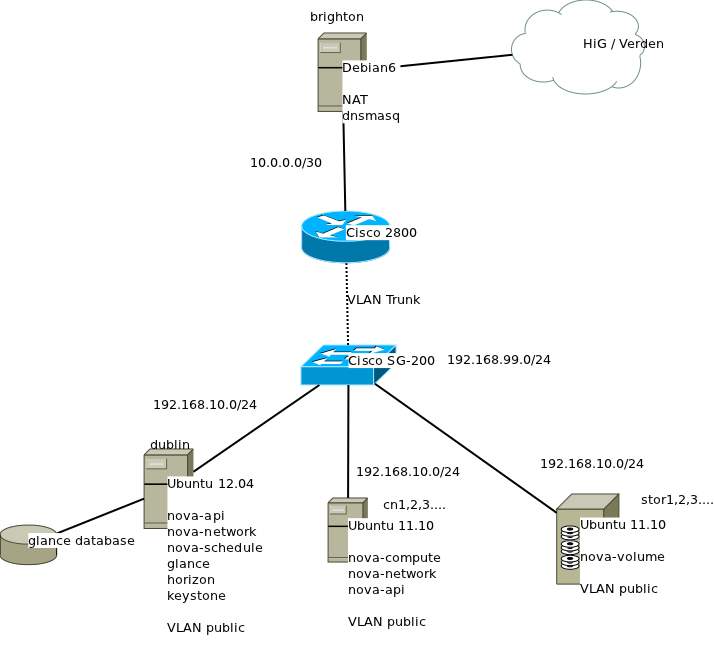 brighton
HiG / Verden
Debian6
NAT
dnsmasq
10.0.0.0/30
Cisco 2800
VLAN Trunk
Cisco SG-200
192.168.99.0/24
192.168.10.0/24
dublin
Ubuntu 12.04
nova-api
nova-network
nova-schedule
glance
horizon
keystone
VLAN public
glance database
192.168.10.0/24
cn1,2,3....
Ubuntu 11.10
nova-compute
nova-network
nova-api
VLAN public
192.168.10.0/24
stor1,2,3....
Ubuntu 11.10
nova-volume
VLAN public